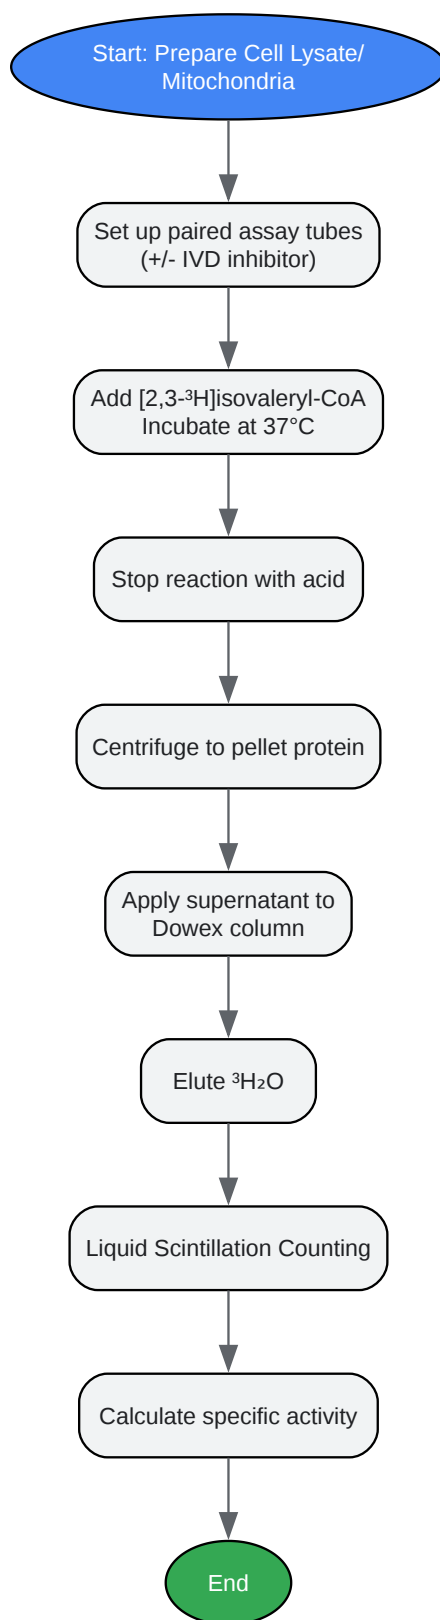 Start: Prepare Cell Lysate/
Mitochondria
Set up paired assay tubes
(+/- IVD inhibitor)
Add [2,3-³H]isovaleryl-CoA
Incubate at 37°C
Stop reaction with acid
Centrifuge to pellet protein
Apply supernatant to
Dowex column
Elute ³H₂O
Liquid Scintillation Counting
Calculate specific activity
End